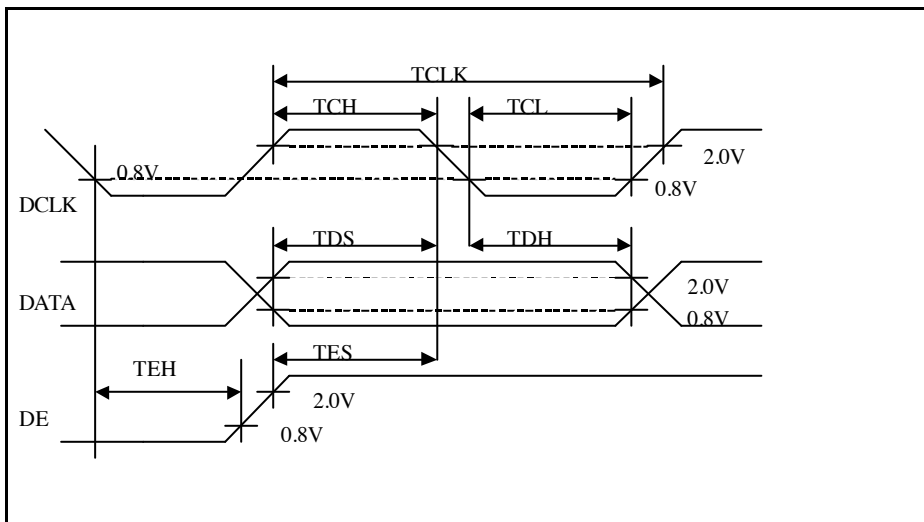 TCLK
TCH TCL
2.0V
0.8V 0.8V
DCLK
TDS TDH
2.0V
DATA
0.8V
TES
TEH
2.0V
DE
0.8V